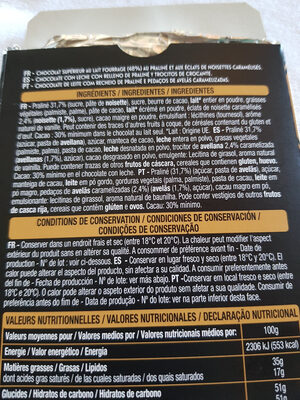 FR - CHOCOLAT SUPÉRIEUR AU LAIT FOURRAGE (48%) AU PRALINÉ ET AUX ÉCLATS DE NOISETTES CARAMÉLISÉS.
ES - CHOCOLATE CON LECHE CON RELLENO DE PRALINE Y TROCITOS DE CROCANTE.
PT - CHOCOLATE DE LEITE COM RECHEIO DE PRALINE E PEDAÇOS DE AVELÃS CARAMELIZADAS.
INGRÉDIENTS / INGREDIENTES / INGREDIENTES
FR - Praliné 31,7% (sucre, pâte de noisette), sucre, beurre de cacao, lait* entier en poudre, graisses
végétales (palmiste, palme), pâte de cacao, lait* écrémé en poudre, éclats de noisettes caramélisés
2,4% (noisette (1,7%), sucre), cacao maigre en poudre, émulsifiant : lécithines (tournesol), arôme
naturel de vanille. Peut contenir des traces d'autres fruits à coque, de céréales contenant du gluten et
d'œuf. Cacao : 30% minimum dans le chocolat au lait seul. *Lait : Origine UE. ES - Praliné 31,7%
(azúcar, pasta de avellana), azúcar, manteca de cacao, leche entera en polvo, grasas vegetales
(palmiste, palma), pasta de cacao, leche desnatada en polvo, trocitos de avellana 2,4% caramelizada
(avellanas (1,7%), azúcar), cacao desgrasado en polvo, emulgente: Lecitinas de girasol, aroma natural
de vainilla. Puede contener trazas de otros frutos de cáscara, cereales que contienen gluten, huevo.
Cacao: 30% mínimo en el chocolate con leche. PT - Praliné (31,7%) (açúcar, pasta de avelãs), açúcar,
manteiga de cacau, leite em pó gordo, gorduras vegetais (palmiste, palma), pasta de cacau, leite em
pó magro, pedaços de avelãs caramelizadas (2,4%) (avelãs (1,7%), açúcar), cacau magro em pó,
emulsionante: lecitinas de girassol, aroma natural de baunilha. Pode conter vestígios de outros frutos
de casca rija, cereais que contêm glúten e ovos. Cacau: 30% mínimo.
CONDITIONS DE CONSERVATION / CONDICIONES DE CONSERVACIÓN /
CONDIÇÕES DE CONSERVAÇÃO
FR - Conserver dans un endroit frais et sec (entre 18°C et 20°C). La chaleur peut modifier l'aspect
extérieur du produit sans en altérer sa qualité. A consommer de préférence avant fin - Date de
production - N° de lot : voir ci-dessous. ES - Conservar en lugar fresco y seco (entre 18°C y 20°C). El
calor puede alterar el aspecto del producto, sin afectar a su calidad. A consumir preferentemente antes
del fin de - Fecha de producción - N° de lote: ver más abajo. PT - Conservar em local fresco e seco (entre
18°C e 20°C). O calor pode alterar o aspeto exterior do produto sem afetar a sua qualidade. Consumir de
preferência antes do fim de - Data de produção - N° do lote: ver na parte inferior desta face.
VALEURS NUTRITIONNELLES / VALORES NUTRICIONALES / DECLARAÇÃO NUTRICIONAL
Valeurs moyennes pour / Valores medios por / Valores médios por: 100g
Énergie / Valor energético / Energia 2306 kJ (553 kcal)
Matières grasses / Grasas / Lípidos 35g
dont acides gras saturés / de las cuales saturadas / dos quais saturados 17g
Glucides / Hidratos de carbono / Hidratos de carbono 51g